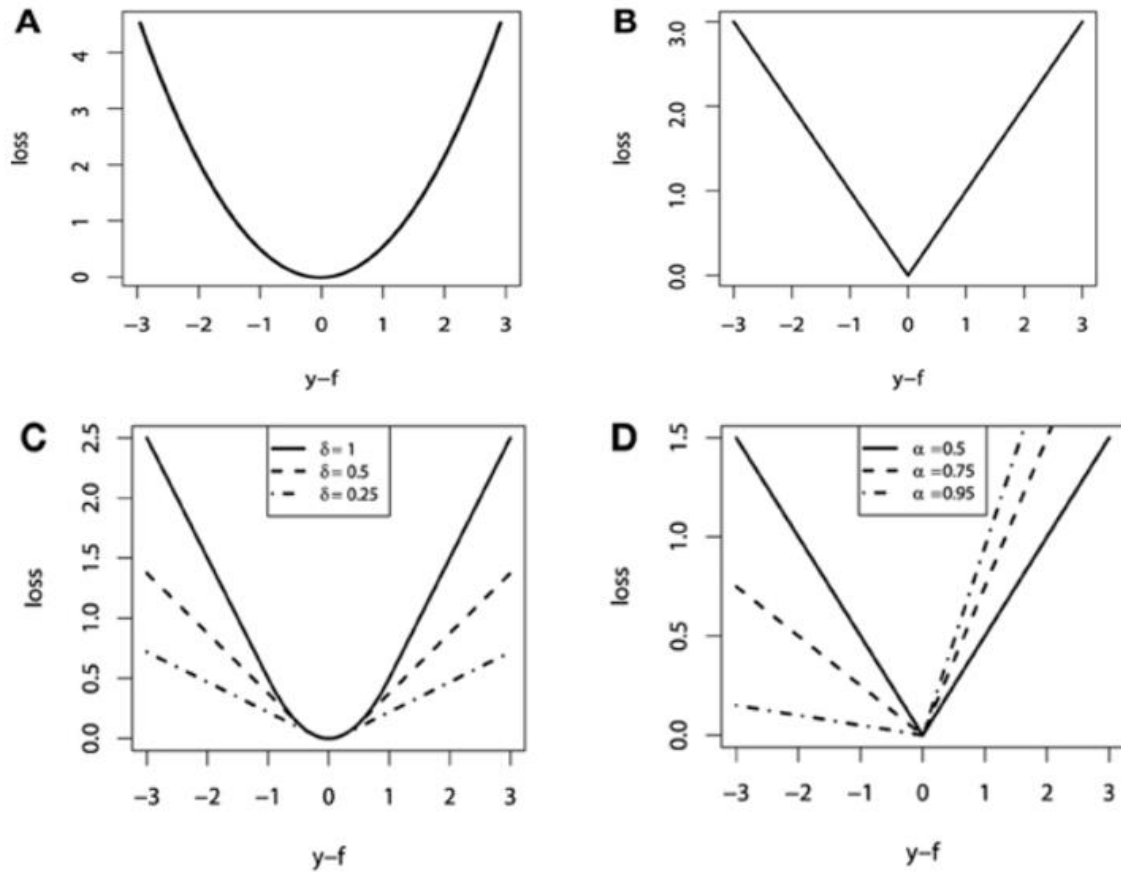 A
4
3
2
1
0
loss
−3 −2 −1 0 1 2 3
y−f
B
3.0
2.0
1.0
0.0
loss
−3 −2 −1 0 1 2 3
y−f
C
2.5
2.0
1.5
1.0
0.5
0.0
loss
δ = 1
δ = 0.5
δ = 0.25
−3 −2 −1 0 1 2 3
y−f
D
1.5
1.0
0.5
0.0
loss
α =0.5
α =0.75
α =0.95
−3 −2 −1 0 1 2 3
y−f